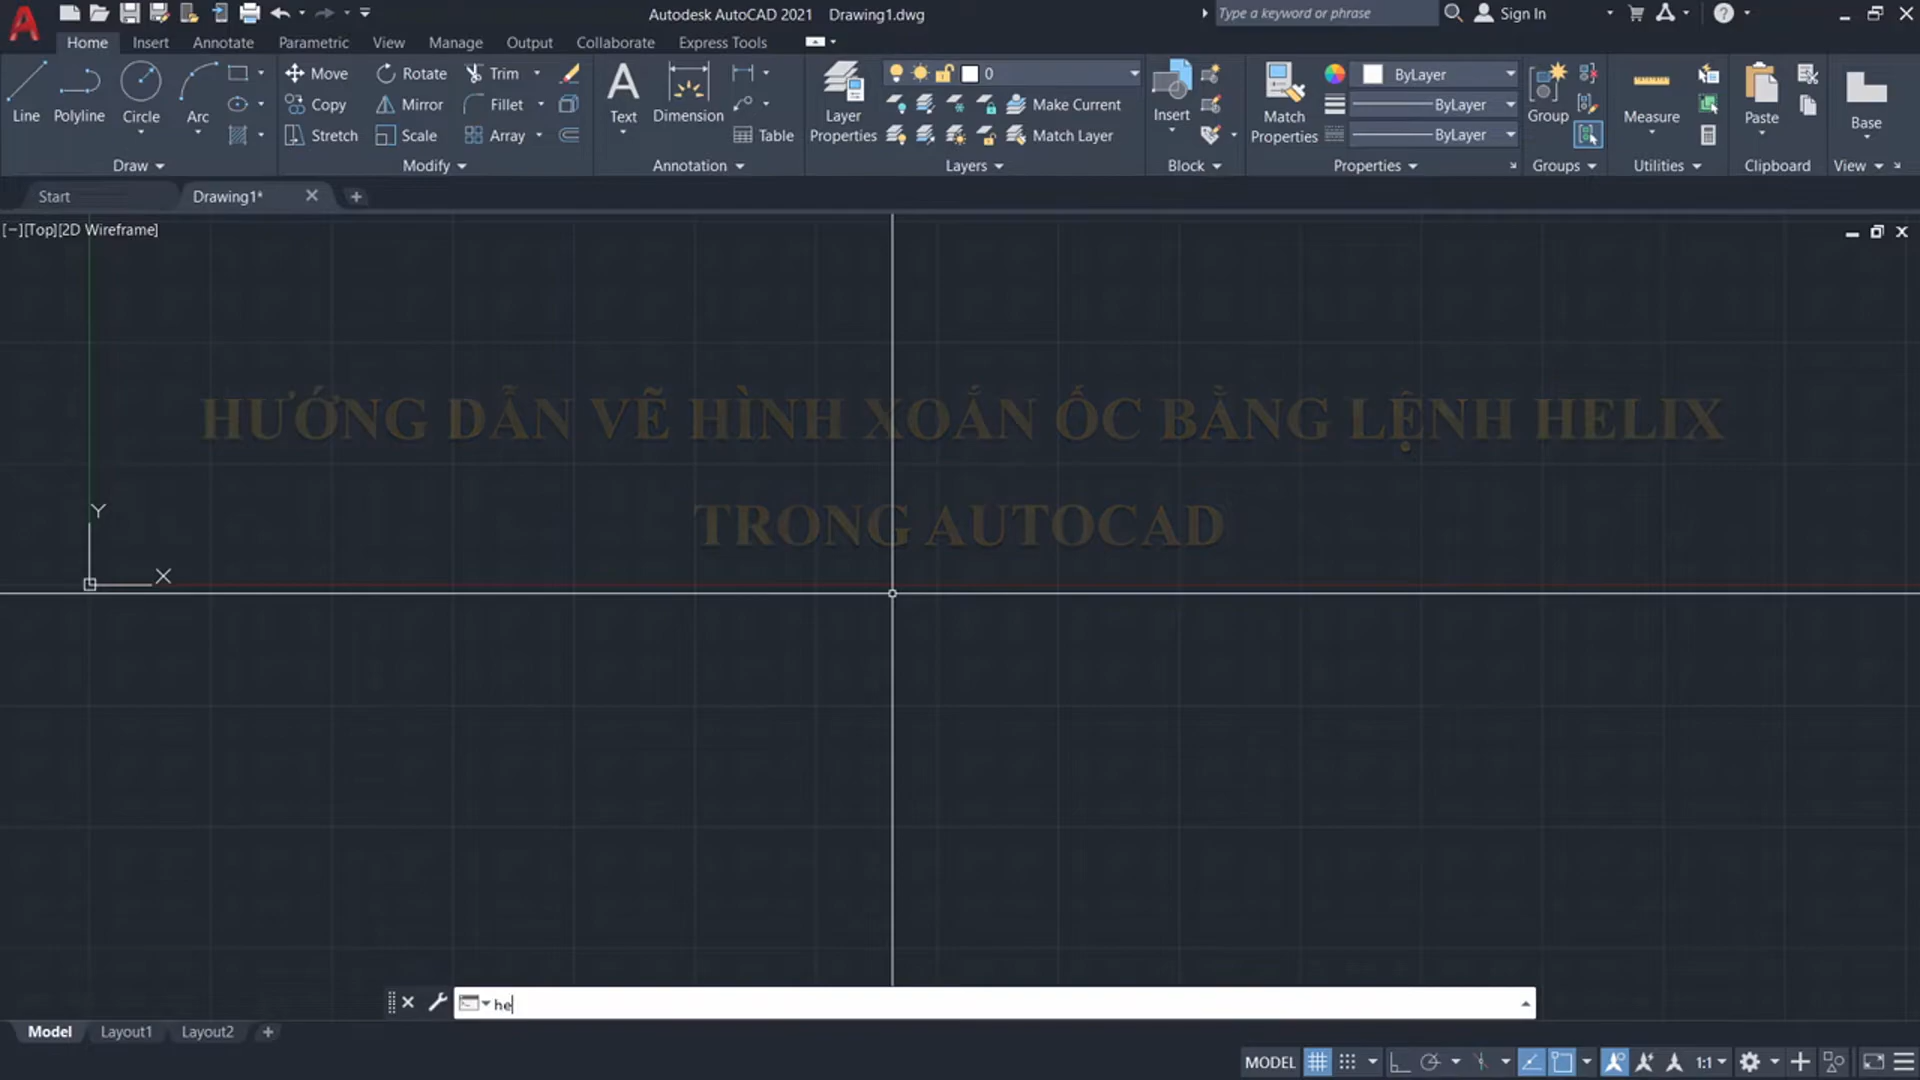 Autodesk AutoCAD 2021 Drawing1.dwg
Type a keyword or phrase
Sign In
Home Insert Annotate Parametric View Manage Output Collaborate Express Tools
Line Polyline Circle Arc
Move Rotate Trim
Copy Mirror Fillet
Stretch Scale Array
Text Dimension Table
Layer Properties
0
Make Current
Match Layer
Insert
Match Properties
ByLayer
ByLayer
ByLayer
Group
Measure
Paste
Base
Draw Modify Annotation Layers Block Properties Groups Utilities Clipboard View
Start Drawing1*
[−][Top][2D Wireframe]
HƯỚNG DẪN VẼ HÌNH XOẮN ỐC BẰNG LỆNH HELIX
TRONG AUTOCAD
Y
X
he
Model Layout1 Layout2
MODEL 1:1